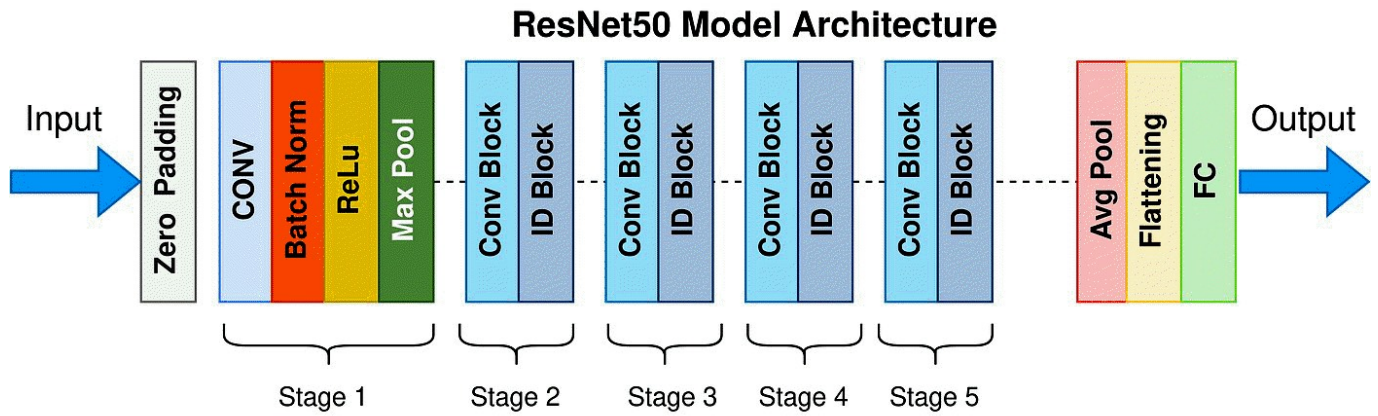 ResNet50 Model Architecture
Input
Zero Padding
CONV
Batch Norm
ReLu
Max Pool
Conv Block
ID Block
Conv Block
ID Block
Conv Block
ID Block
Conv Block
ID Block
Avg Pool
Flattening
FC
Output
Stage 1
Stage 2
Stage 3
Stage 4
Stage 5